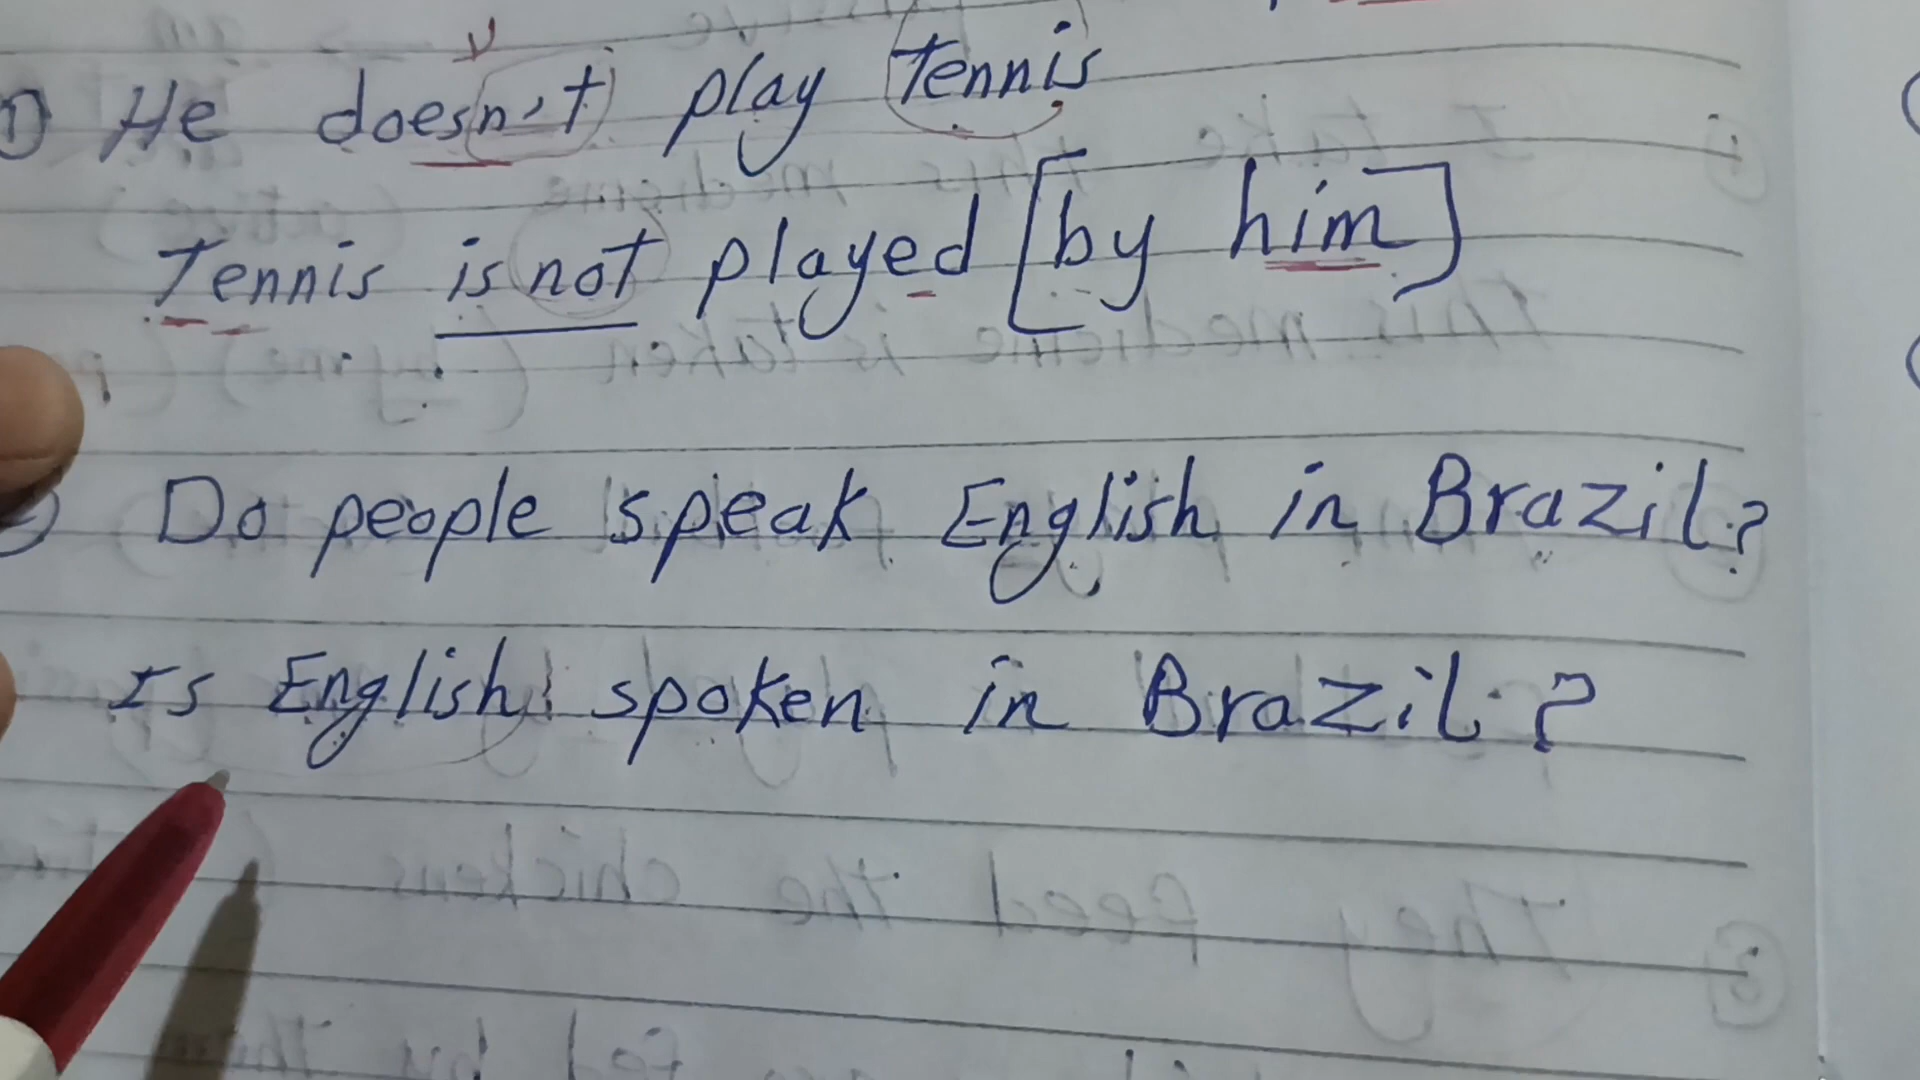 1) He doesn't play Tennis
Tennis is not played [by him]
Do people speak English in Brazil?
Is English spoken in Brazil?